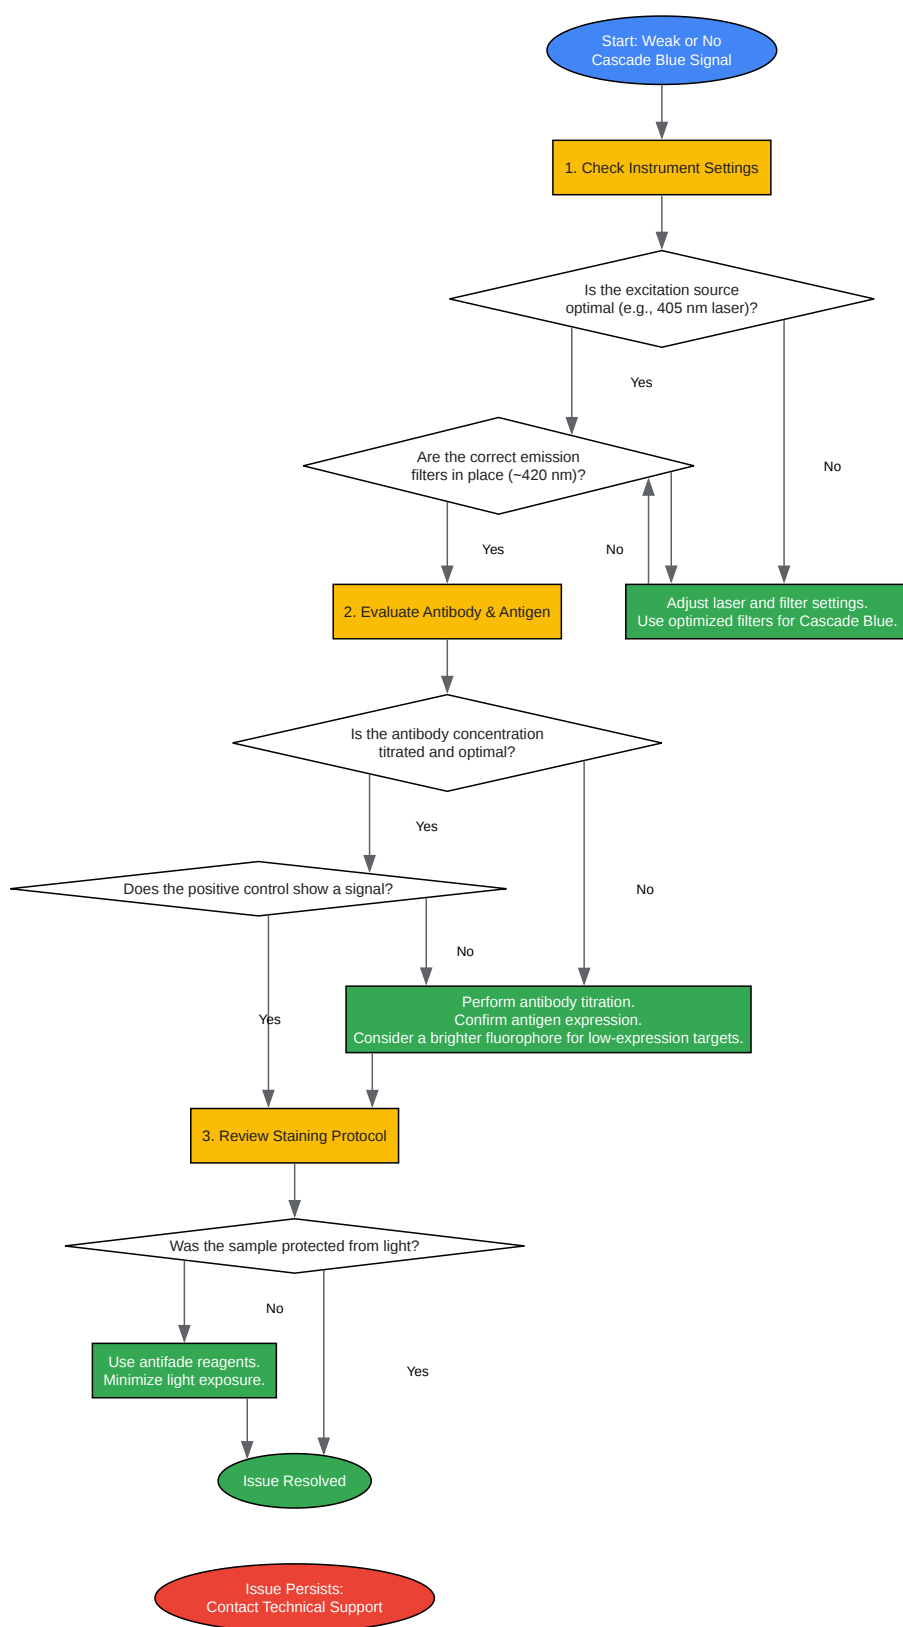 Start: Weak or No
Cascade Blue Signal
1. Check Instrument Settings
Is the excitation source
optimal (e.g., 405 nm laser)?
Yes
Are the correct emission
filters in place (~420 nm)?
No
Yes
No
2. Evaluate Antibody & Antigen
Adjust laser and filter settings.
Use optimized filters for Cascade Blue.
Is the antibody concentration
titrated and optimal?
Yes
Does the positive control show a signal?
No
No
Perform antibody titration.
Confirm antigen expression.
Consider a brighter fluorophore for low-expression targets.
Yes
3. Review Staining Protocol
Was the sample protected from light?
No
Use antifade reagents.
Minimize light exposure.
Yes
Issue Resolved
Issue Persists:
Contact Technical Support